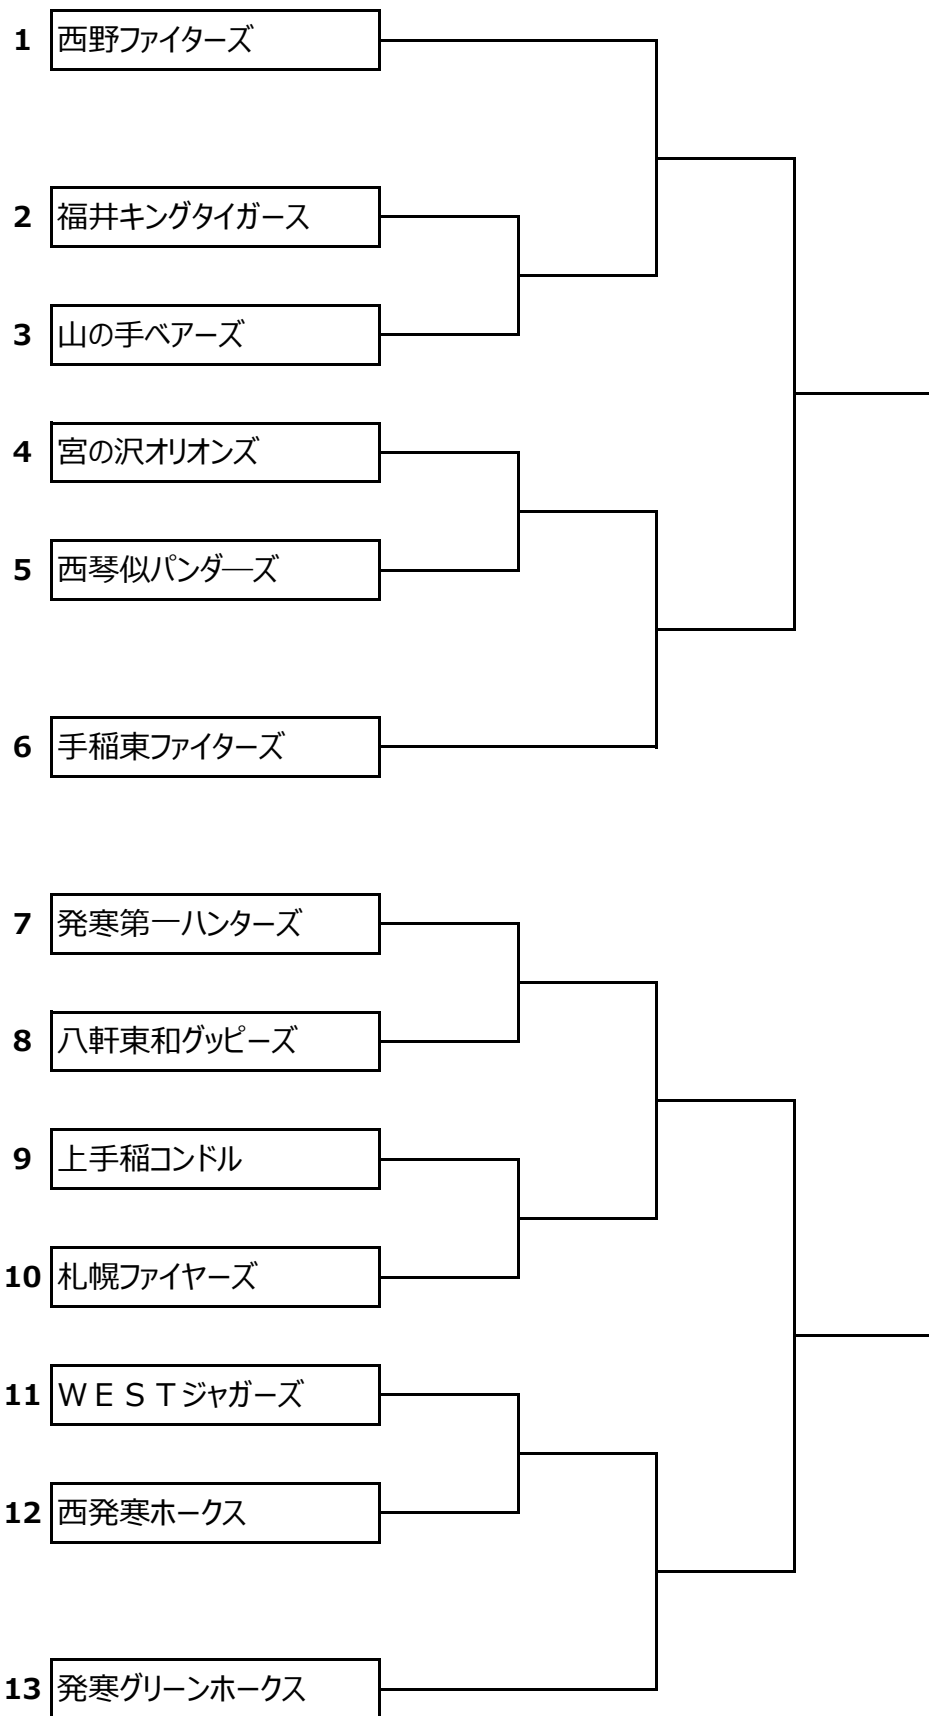 1 西野ファイターズ
2 福井キングタイガース
3 山の手ベアーズ
4 宮の沢オリオンズ
5 西琴似パンダ―ズ
6 手稲東ファイターズ
7 発寒第一ハンターズ
8 八軒東和グッピーズ
9 上手稲コンドル
10 札幌ファイヤーズ
11 ＷＥＳＴジャガーズ
12 西発寒ホークス
13 発寒グリーンホークス